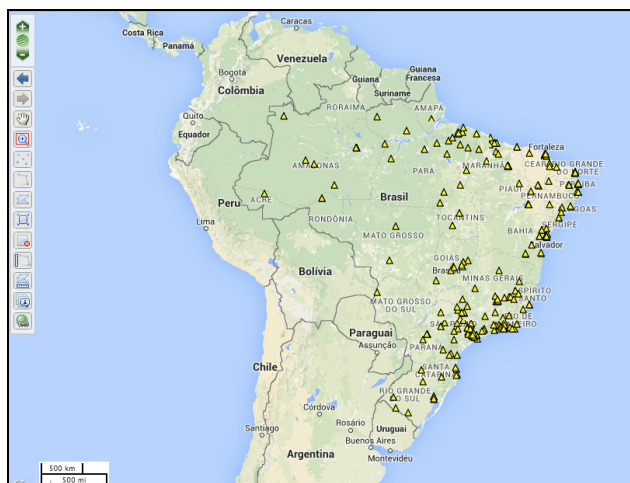 Caracas
Costa Rica
Panamá
Venezuela
Guiana
Guiana
Francesa
Bogotá
Suriname
Colômbia
RORAIMA
AMAPÁ
Quito
Equador
Fortaleza
AMAZONAS
PARÁ
MARANHÃO
CEARÁ
RIO GRANDE
DO NORTE
PARAÍBA
PIAUÍ
PERNAMBUCO
ACRE
Brasil
Peru
ALAGOAS
SERGIPE
RONDÔNIA
TOCANTINS
Lima
BAHIA
MATO GROSSO
Salvador
GOIÁS
Bolívia
MINAS GERAIS
ESPÍRITO
SANTO
MATO GROSSO
DO SUL
RIO DE
JANEIRO
Paraguai
Assunção
PARANÁ
Chile
SANTA
CATARINA
RIO GRANDE
DO SUL
Córdova
Santiago
Rosário
Uruguai
Buenos Aires
Argentina
Montevidéu
500 km
500 mi